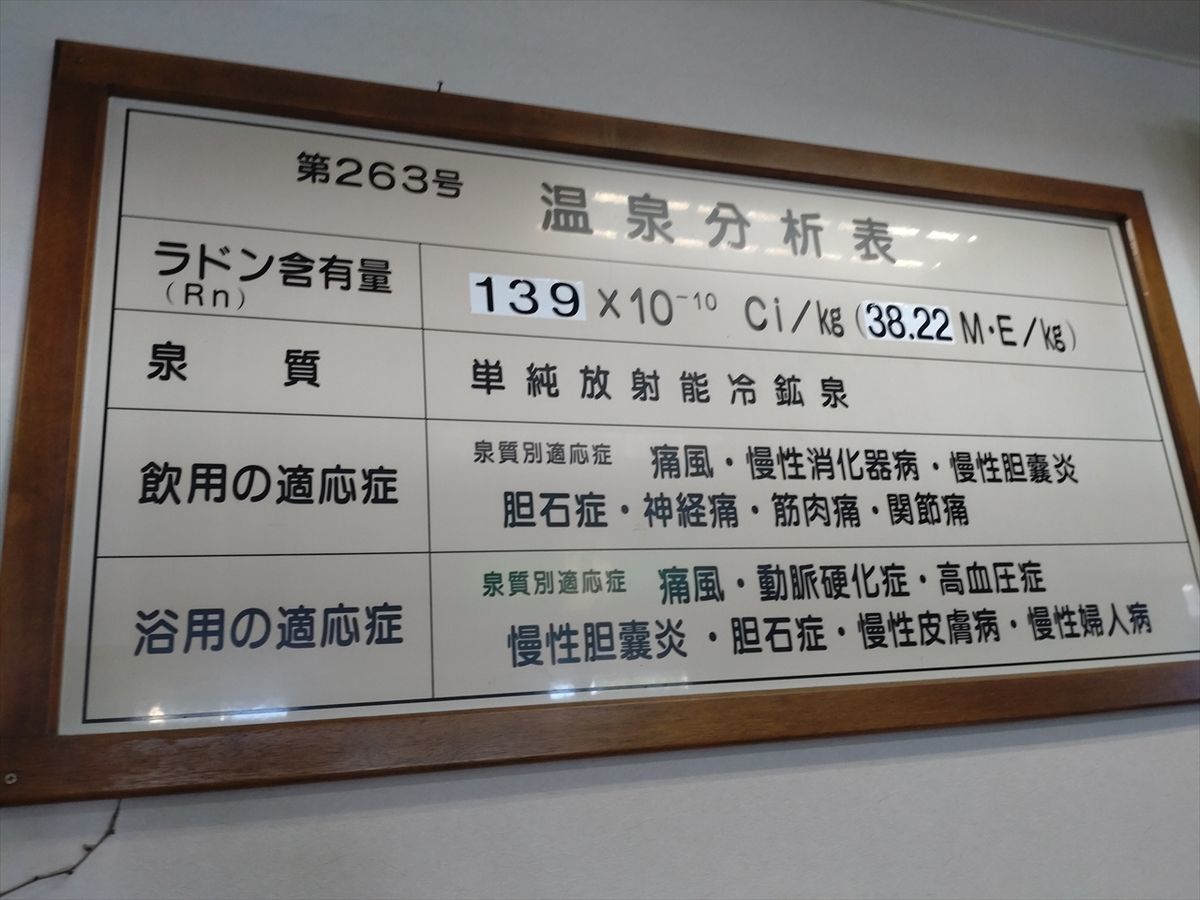 第263号 温泉分析表
ラドン含有量 139×10⁻¹⁰ Ci/kg(38.22M・E/kg)
(Rn)
泉質 単純放射能冷鉱泉
飲用の適応症 泉質別適応症 痛風・慢性消化器病・慢性胆嚢炎
胆石症・神経痛・筋肉痛・関節痛
浴用の適応症 泉質別適応症 痛風・動脈硬化症・高血圧症
慢性胆嚢炎・胆石症・慢性皮膚病・慢性婦人病